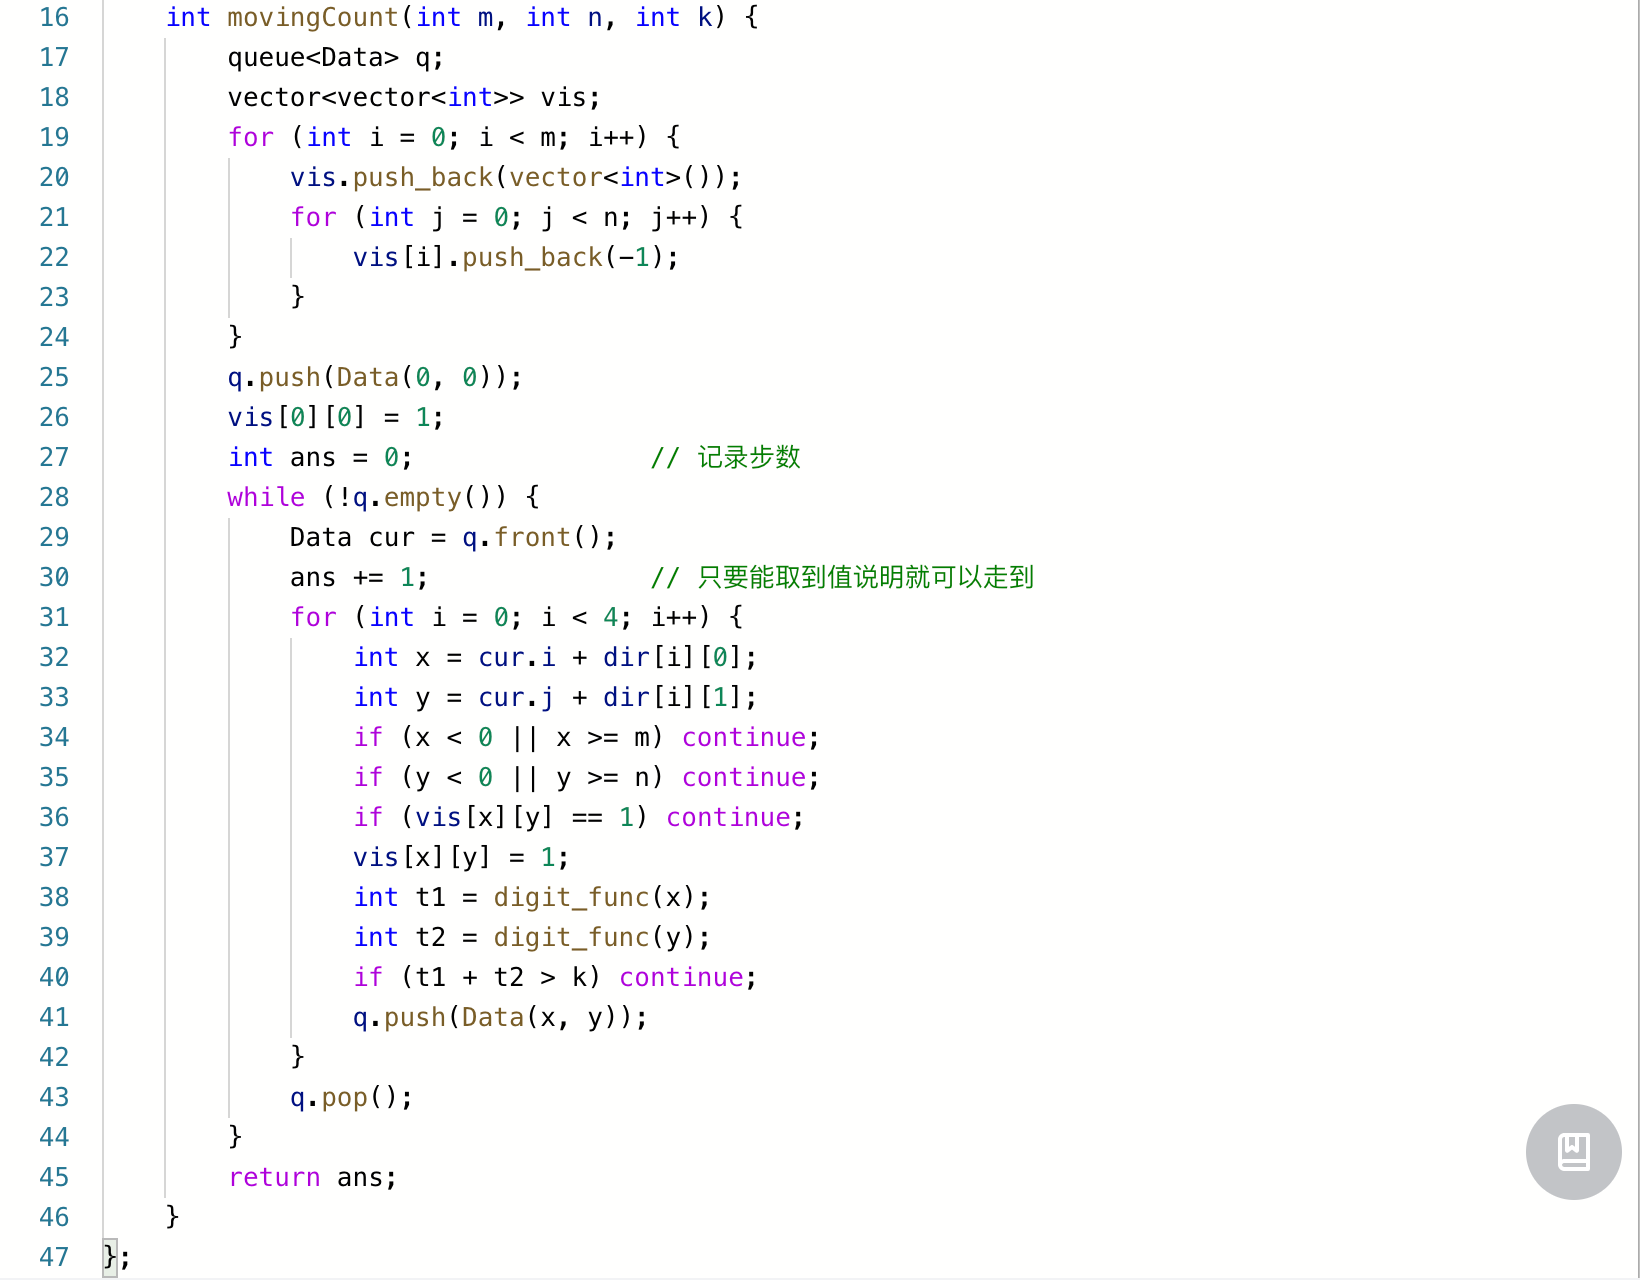 16 int movingCount(int m, int n, int k) {
17 queue<Data> q;
18 vector<vector<int>> vis;
19 for (int i = 0; i < m; i++) {
20 vis.push_back(vector<int>());
21 for (int j = 0; j < n; j++) {
22 vis[i].push_back(-1);
23 }
24 }
25 q.push(Data(0, 0));
26 vis[0][0] = 1;
27 int ans = 0; // 记录步数
28 while (!q.empty()) {
29 Data cur = q.front();
30 ans += 1; // 只要能取到值说明就可以走到
31 for (int i = 0; i < 4; i++) {
32 int x = cur.i + dir[i][0];
33 int y = cur.j + dir[i][1];
34 if (x < 0 || x >= m) continue;
35 if (y < 0 || y >= n) continue;
36 if (vis[x][y] == 1) continue;
37 vis[x][y] = 1;
38 int t1 = digit_func(x);
39 int t2 = digit_func(y);
40 if (t1 + t2 > k) continue;
41 q.push(Data(x, y));
42 }
43 q.pop();
44 }
45 return ans;
46 }
47 };